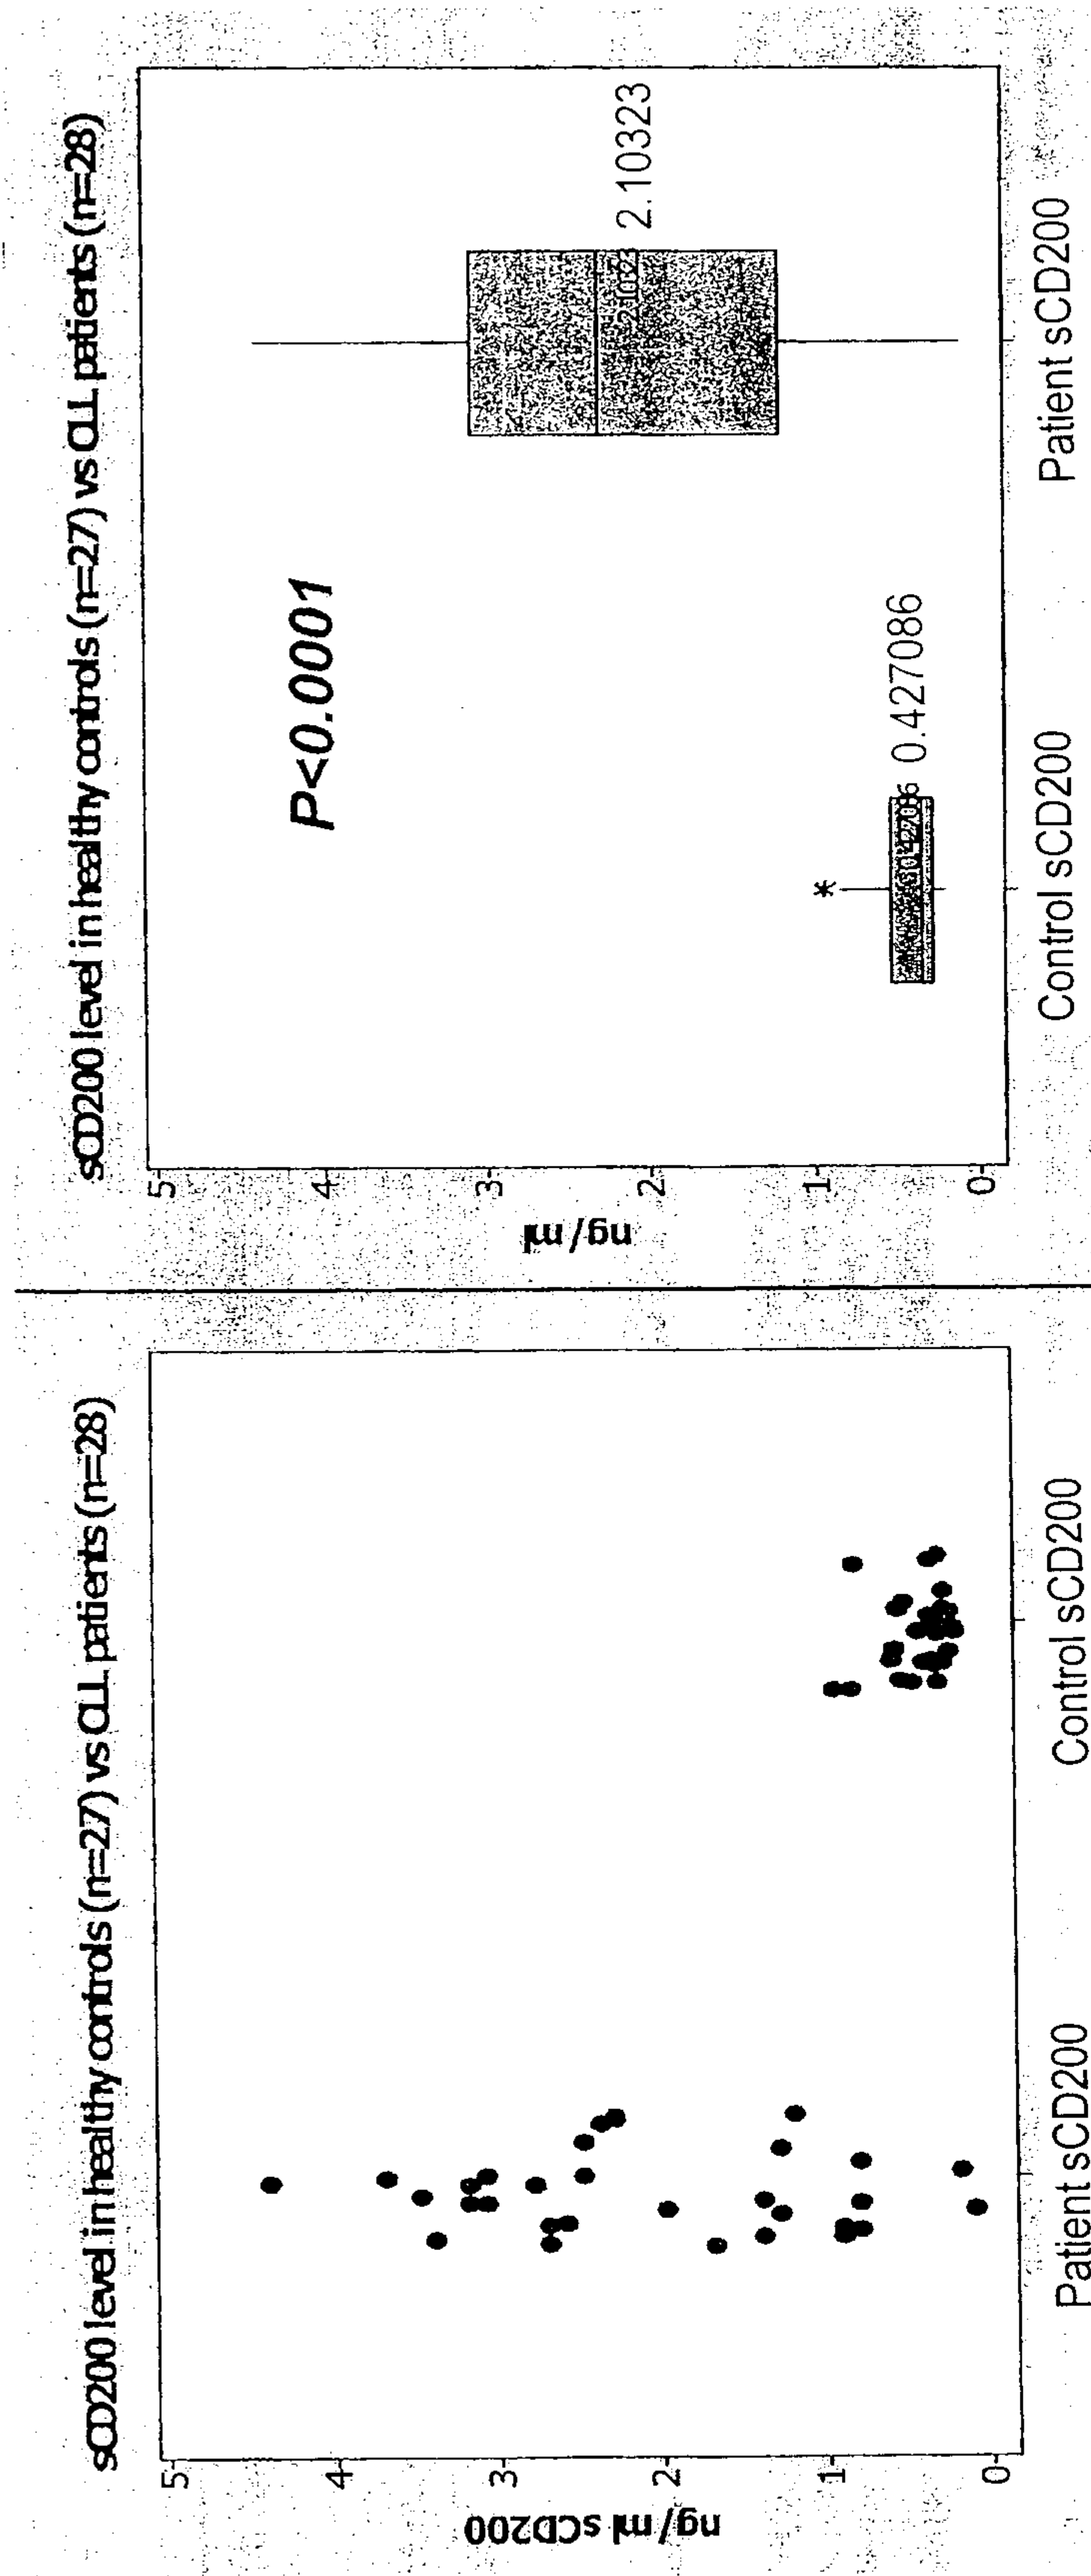 sCD200 level in healthy controls (n=27) vs CLL patients (n=28)
ng/ml sCD200
5
4
3
2
1
0
Patient sCD200
Control sCD200
sCD200 level in healthy controls (n=27) vs CLL patients (n=28)
ng/ml
5
4
3
2
1
0
P<0.0001
* 
0.427086
2.10323
2.10323
Control sCD200
Patient sCD200